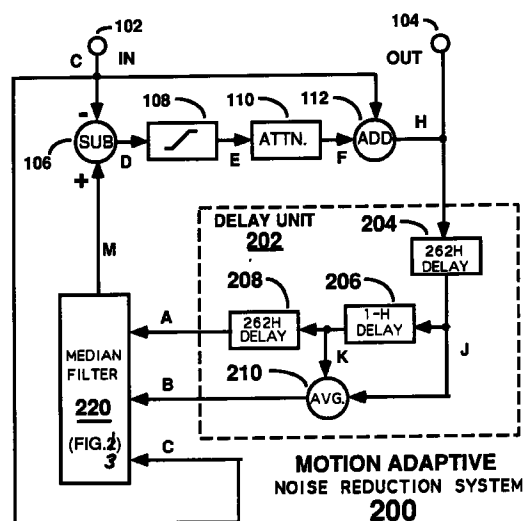 102
104
C
IN
OUT
-
108
110
112
H
SUB
D
E
ATTN.
F
ADD
106
+
M
DELAY UNIT
202
204
262H
DELAY
208
206
A
262H
DELAY
1-H
DELAY
K
J
210
MEDIAN
FILTER
B
AVG.
220
(FIG.2)
3
C
MOTION ADAPTIVE
NOISE REDUCTION SYSTEM
200